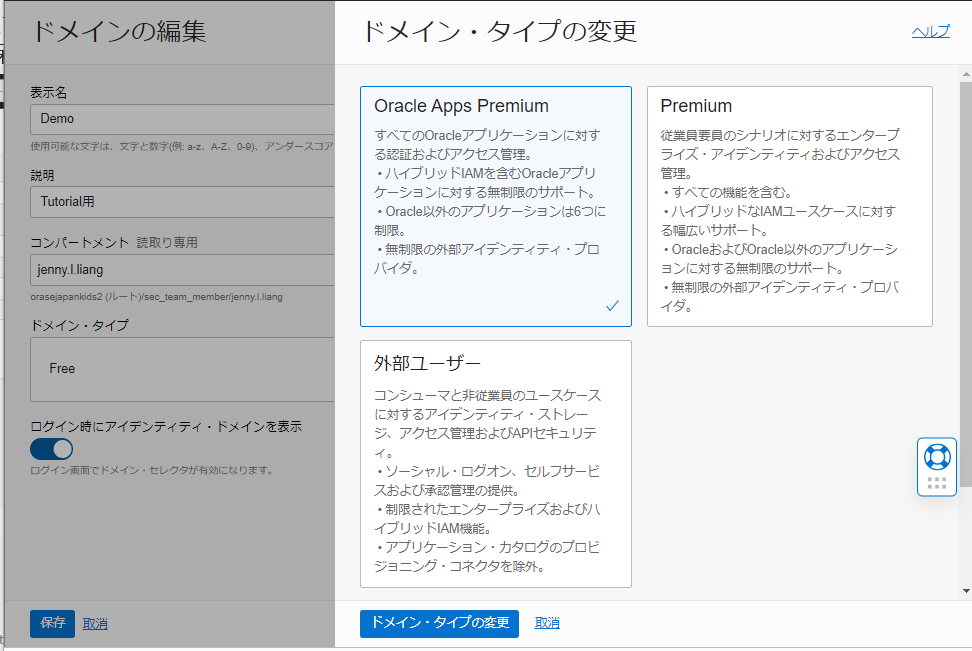 ドメインの編集
表示名
Demo
使用可能な文字は、文字と数字(例: a-z、A-Z、0-9)、アンダースコア
説明
Tutorial用
コンパートメント 読取り専用
jenny.l.liang
orasejapankids2 (ルート)/sec_team_member/jenny.l.liang
ドメイン・タイプ
Free
ログイン時にアイデンティティ・ドメインを表示
ログイン画面でドメイン・セレクタが有効になります。
保存 取消
ドメイン・タイプの変更
ヘルプ
Oracle Apps Premium
すべてのOracleアプリケーションに対す
る認証およびアクセス管理。
・ハイブリッドIAMを含むOracleアプリ
ケーションに対する無制限のサポート。
・Oracle以外のアプリケーションは6つに
制限。
・無制限の外部アイデンティティ・プロ
バイダ。
Premium
従業員要員のシナリオに対するエンタープ
ライズ・アイデンティティおよびアクセス
管理。
・すべての機能を含む。
・ハイブリッドなIAMユースケースに対す
る幅広いサポート。
・OracleおよびOracle以外のアプリケーシ
ョンに対する無制限のサポート。
・無制限の外部アイデンティティ・プロバ
イダ。
外部ユーザー
コンシューマと非従業員のユースケース
に対するアイデンティティ・ストレー
ジ、アクセス管理およびAPIセキュリテ
ィ。
・ソーシャル・ログオン、セルフサービ
スおよび承認管理の提供。
・制限されたエンタープライズおよびハ
イブリッドIAM機能。
・アプリケーション・カタログのプロビ
ジョニング・コネクタを除外。
ドメイン・タイプの変更 取消